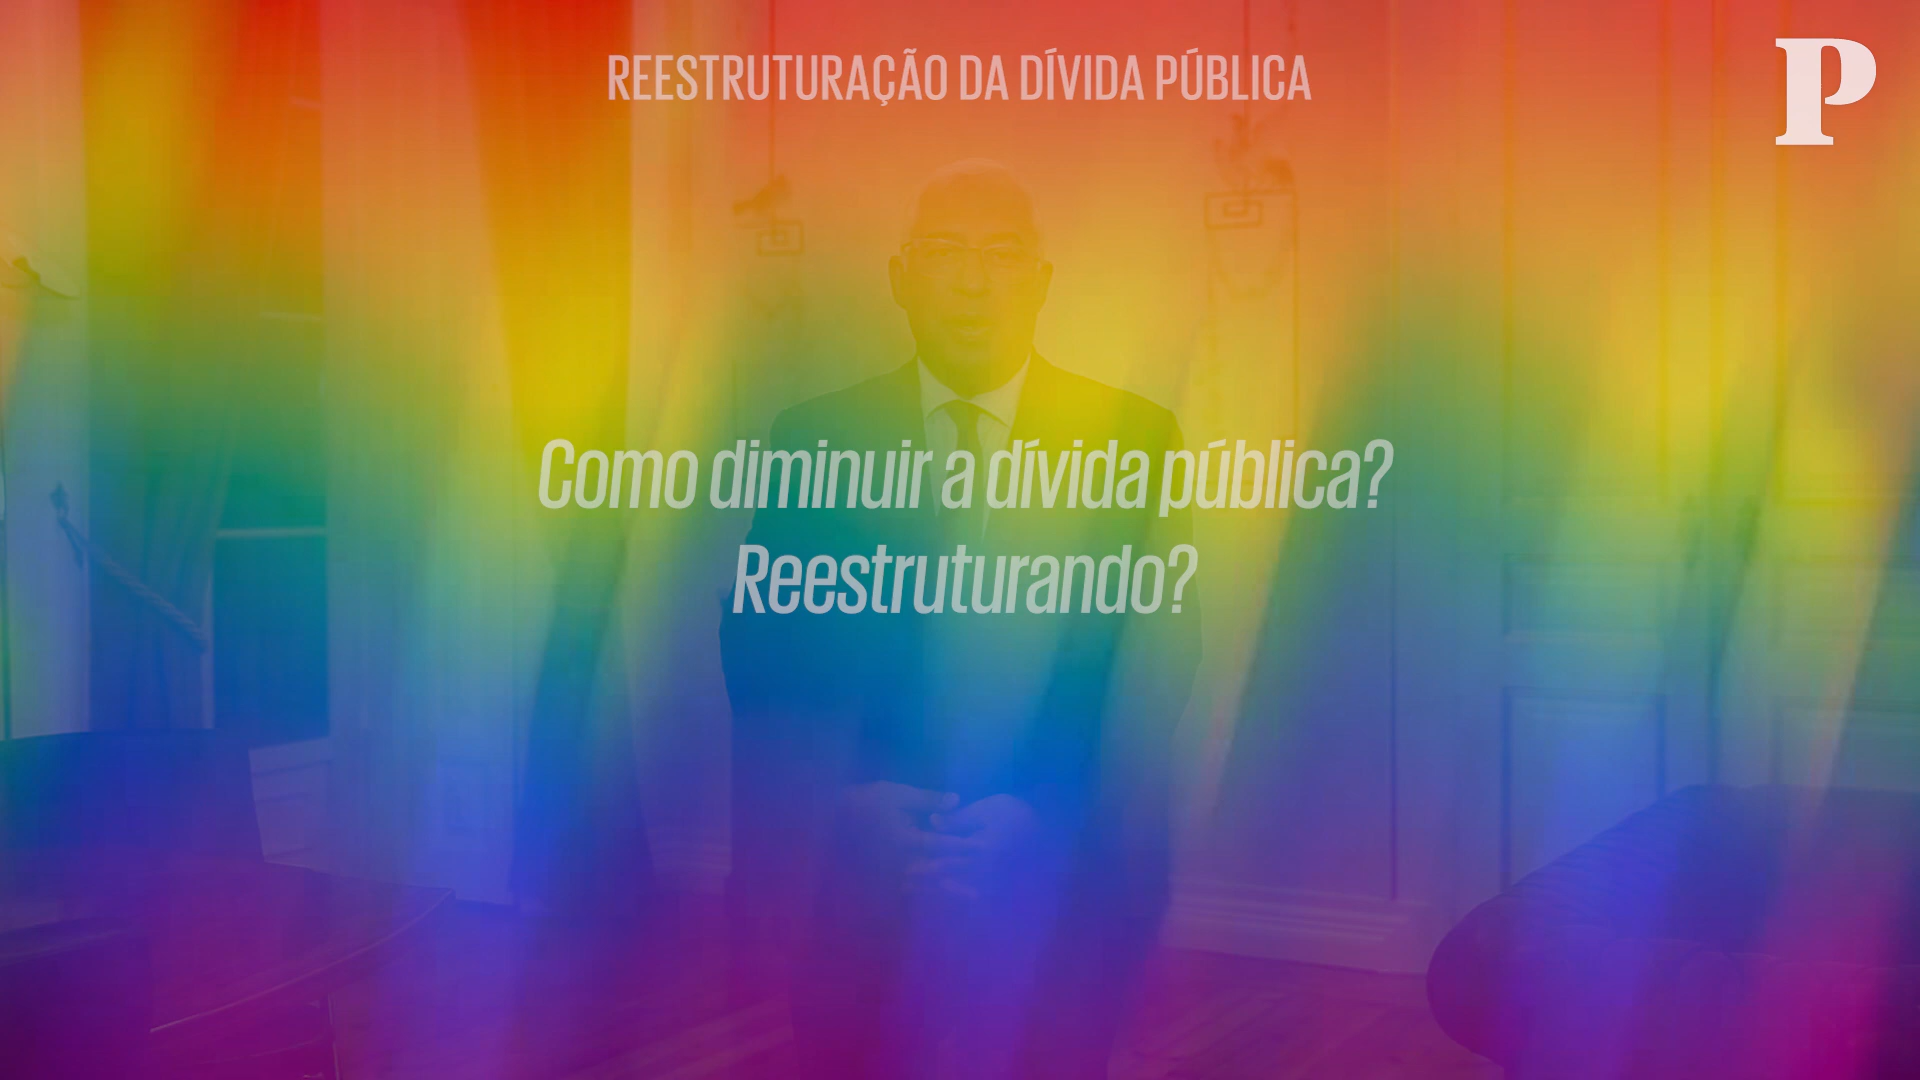 REESTRUTURAÇÃO DA DÍVIDA PÚBLICA
P
Como diminuir a dívida pública?
Reestruturando?